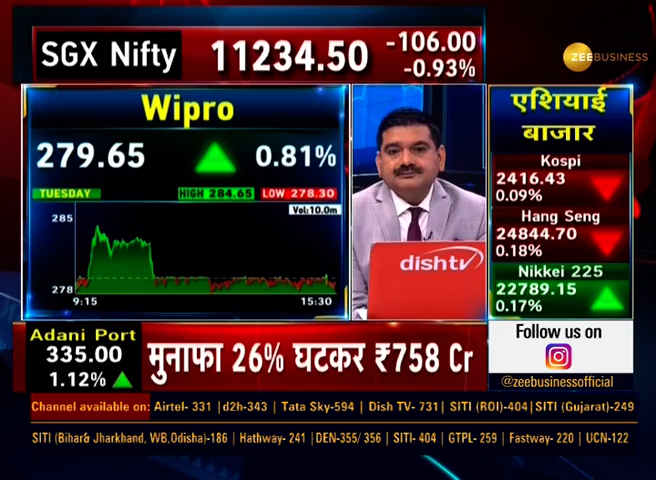 SGX Nifty
11234.50
-106.00
-0.93%
ZEEBUSINESS
Wipro
279.65
0.81%
TUESDAY
HIGH 284.65
LOW 278.30
Vol:10.0m
285
278
9:15
15:30
dishtv
एशियाई
बाजार
Kospi
2416.43
0.09%
Hang Seng
24844.70
0.18%
Nikkei 225
22789.15
0.17%
Adani Port
335.00
1.12%
मुनाफा 26% घटकर ₹758 Cr
Follow us on
@zeebusinessofficial
Channel available on: Airtel- 331 | d2h-343 | Tata Sky-594 | Dish TV- 731| SITI (ROI)-404| SITI (Gujarat)-249
SITI (Bihar& Jharkhand, WB,Odisha)-186 | Hathway- 241 |DEN-355/ 356 | SITI- 404 | GTPL- 259 | Fastway- 220 | UCN-122